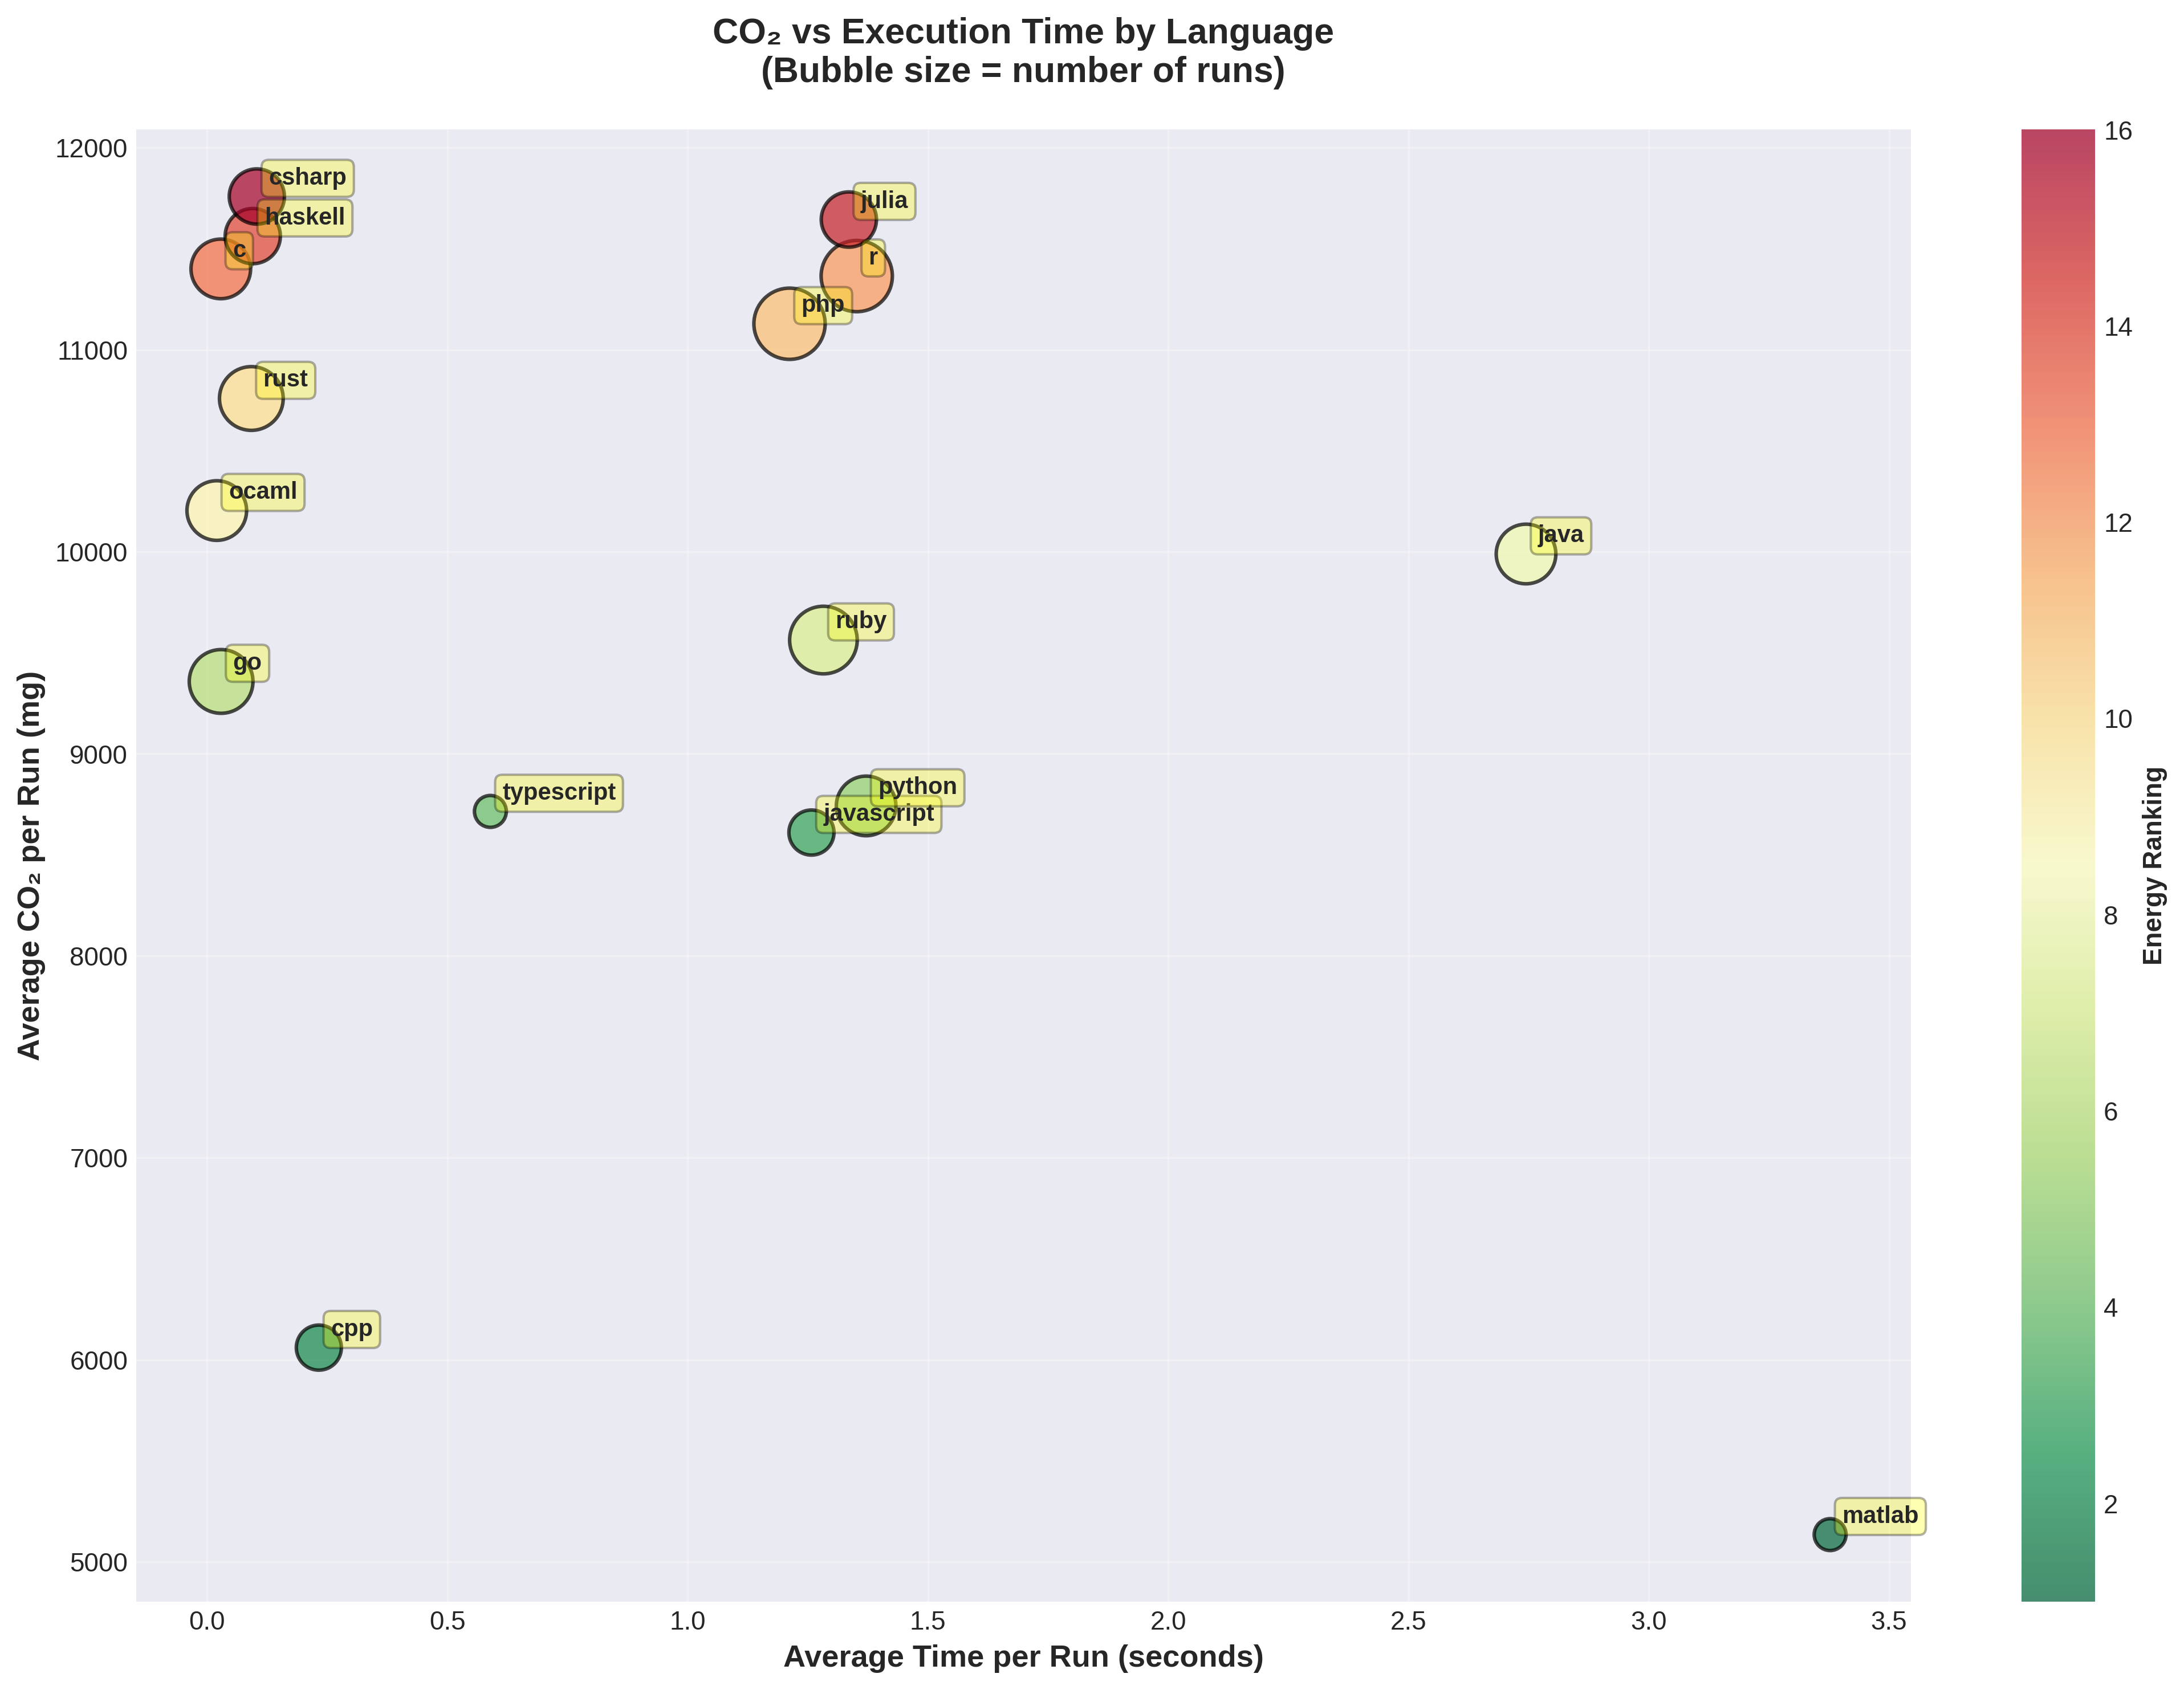 CO₂ vs Execution Time by Language
(Bubble size = number of runs)
12000
11000
10000
9000
8000
7000
6000
5000
Average CO₂ per Run (mg)
csharp
haskell
c
julia
r
php
rust
ocaml
java
ruby
go
typescript
python
javascript
cpp
matlab
0.0
0.5
1.0
1.5
2.0
2.5
3.0
3.5
Average Time per Run (seconds)
16
14
12
10
8
6
4
2
Energy Ranking